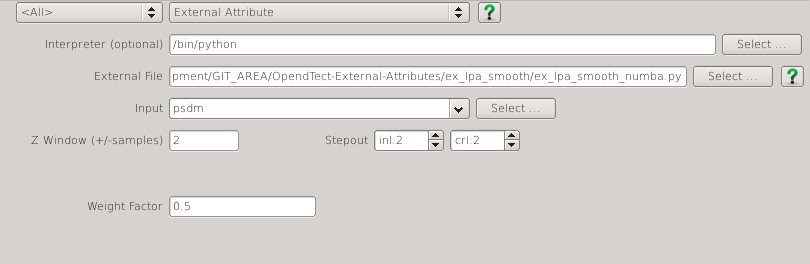 <All> External Attribute ?
Interpreter (optional) /bin/python Select ...
External File pment/GIT_AREA/OpendTect-External-Attributes/ex_lpa_smooth/ex_lpa_smooth_numba.py Select ... ?
Input psdm Select ...
Z Window (+/-samples) 2 Stepout inl:2 crl:2
Weight Factor 0.5